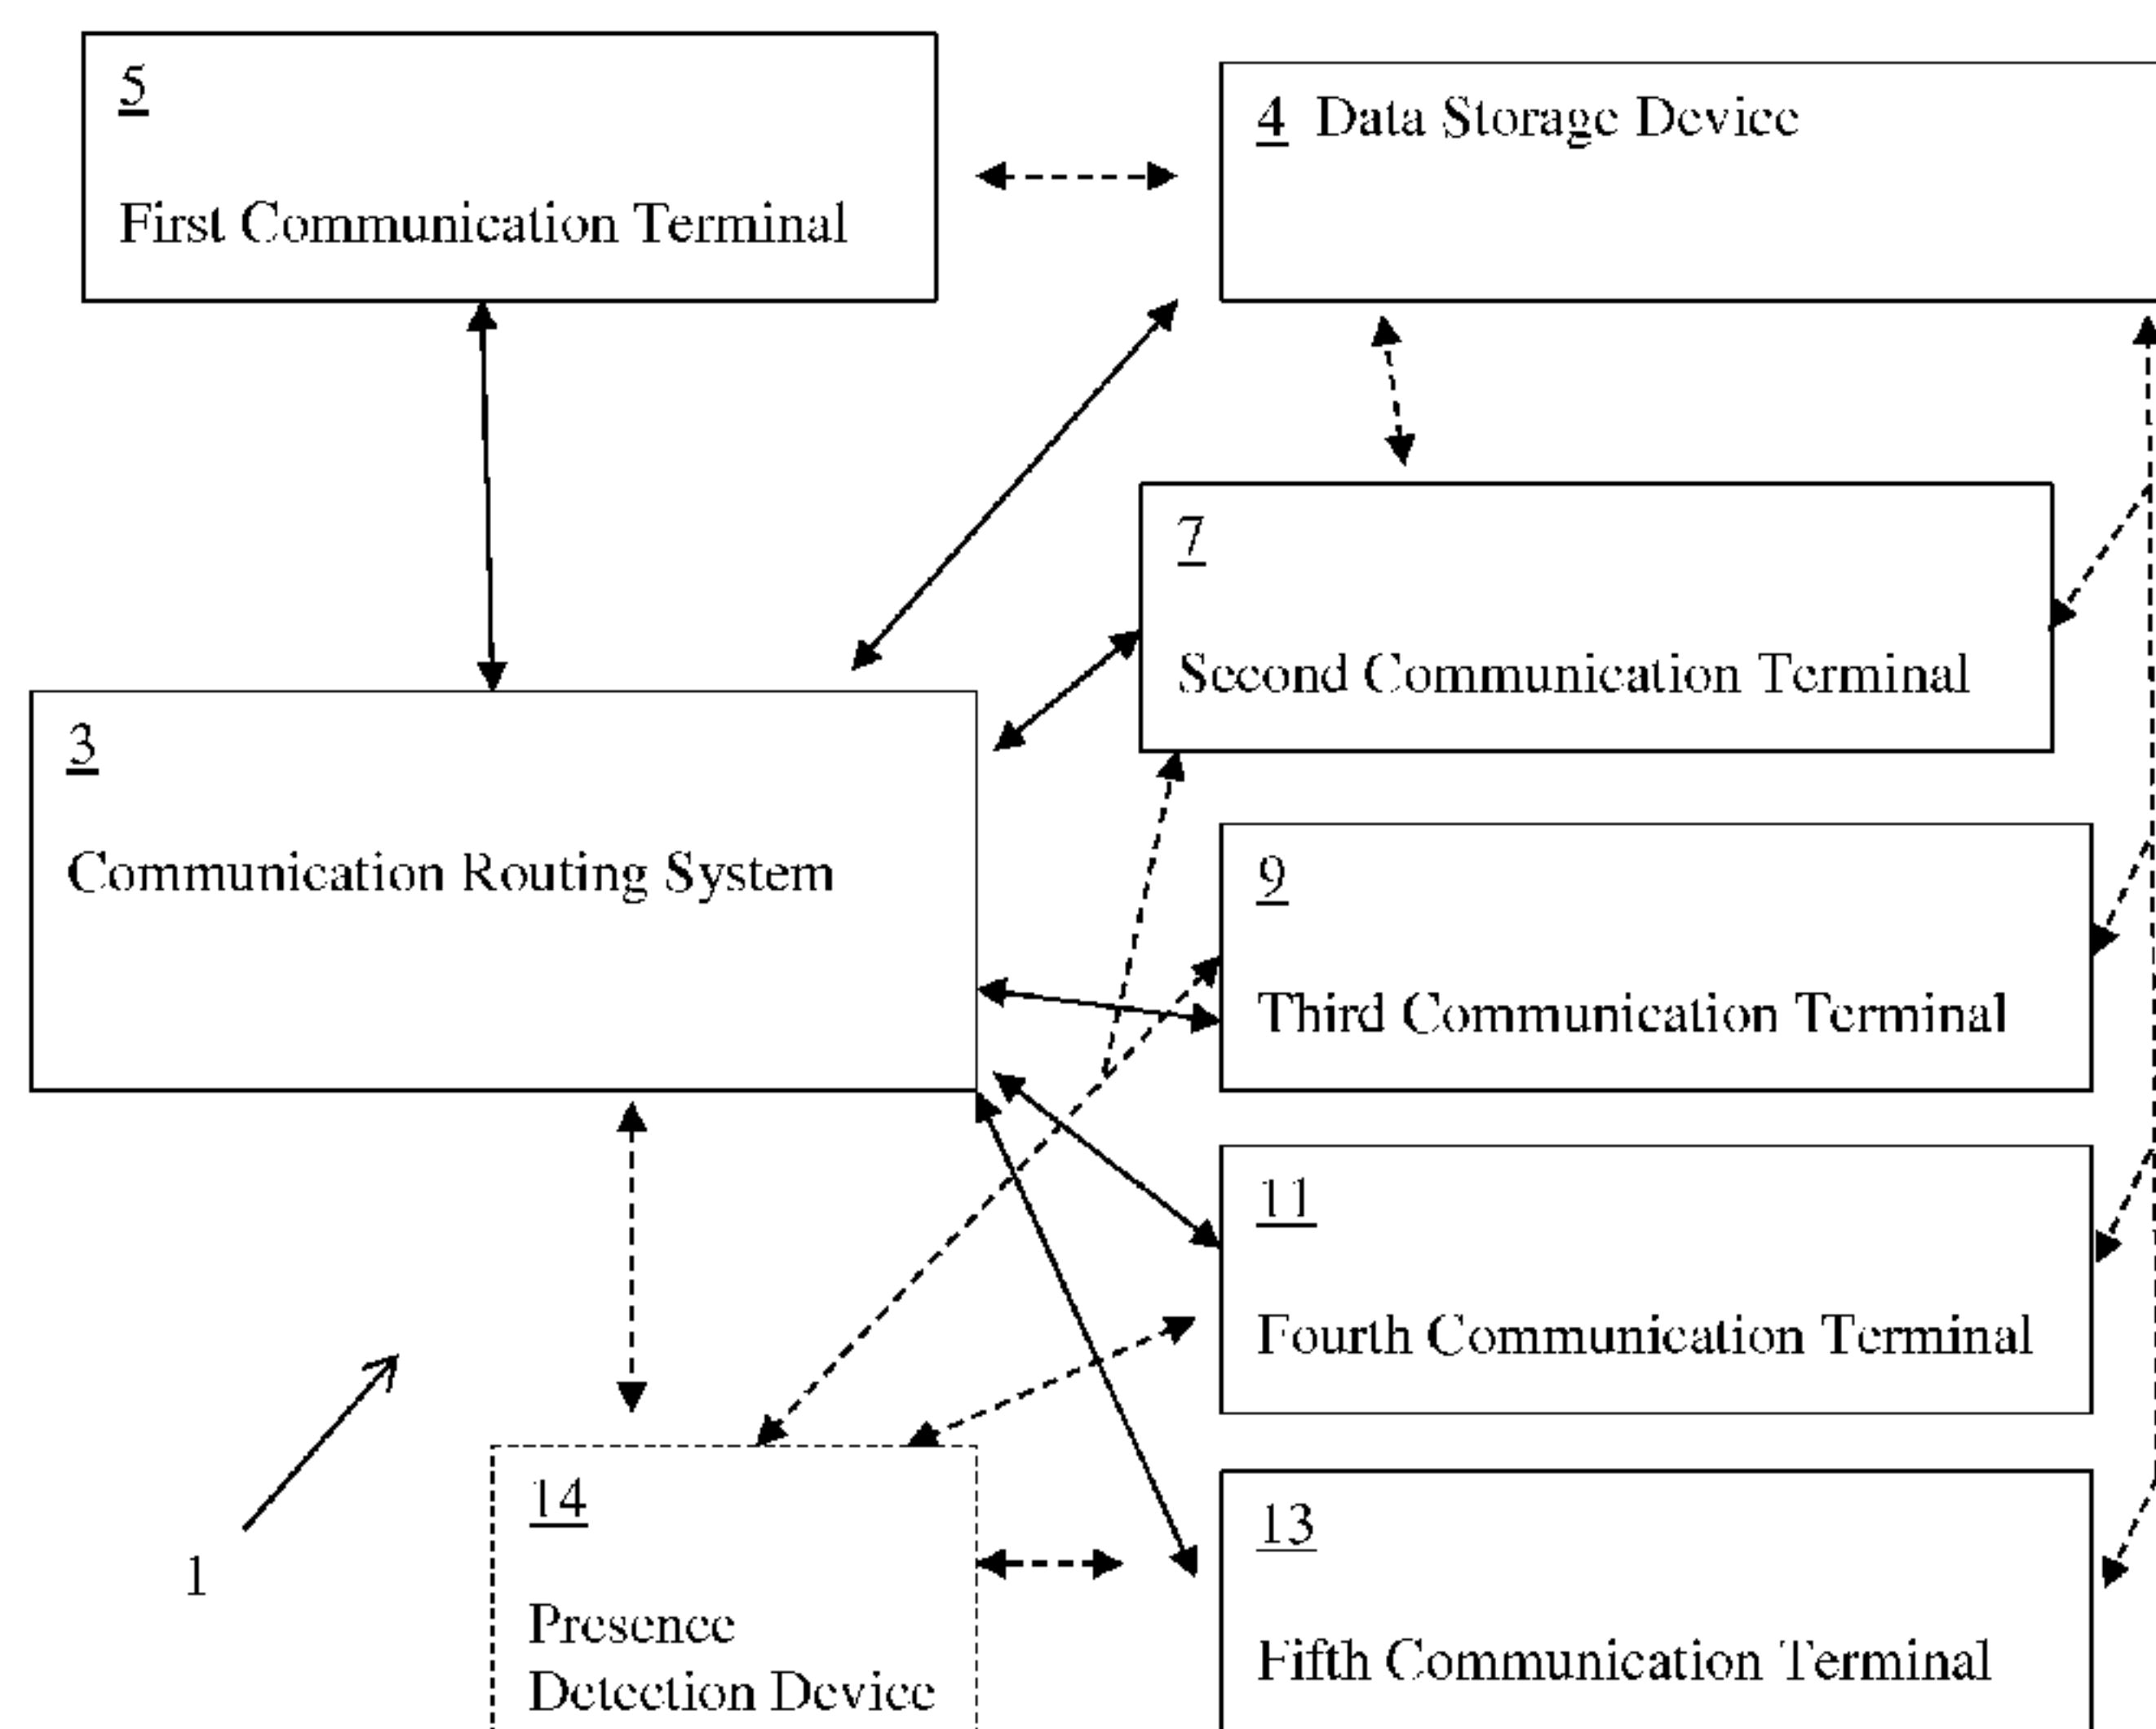 5
First Communication Terminal
4 Data Storage Device
7
Second Communication Terminal
3
Communication Routing System
9
Third Communication Terminal
11
Fourth Communication Terminal
14
Presence
Detection Device
13
Fifth Communication Terminal
1